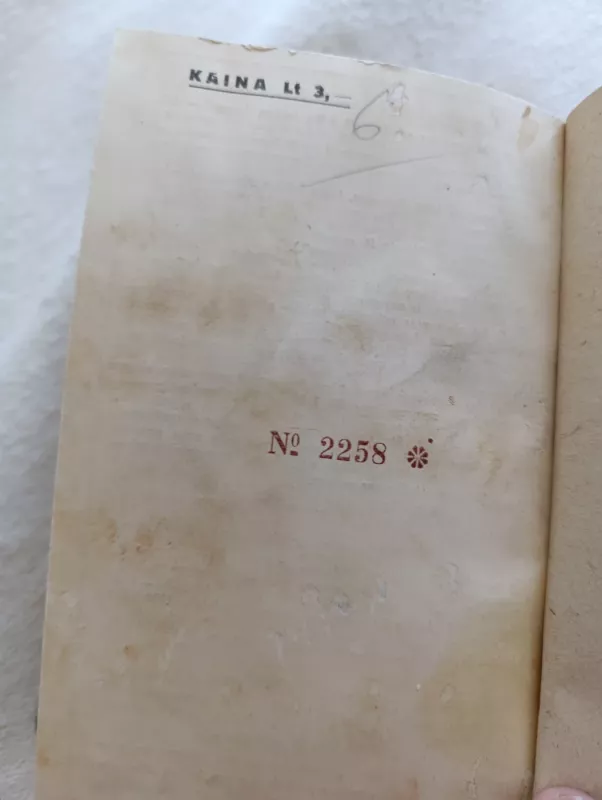 KAINA Lt 3,—
6
Nº 2258 *